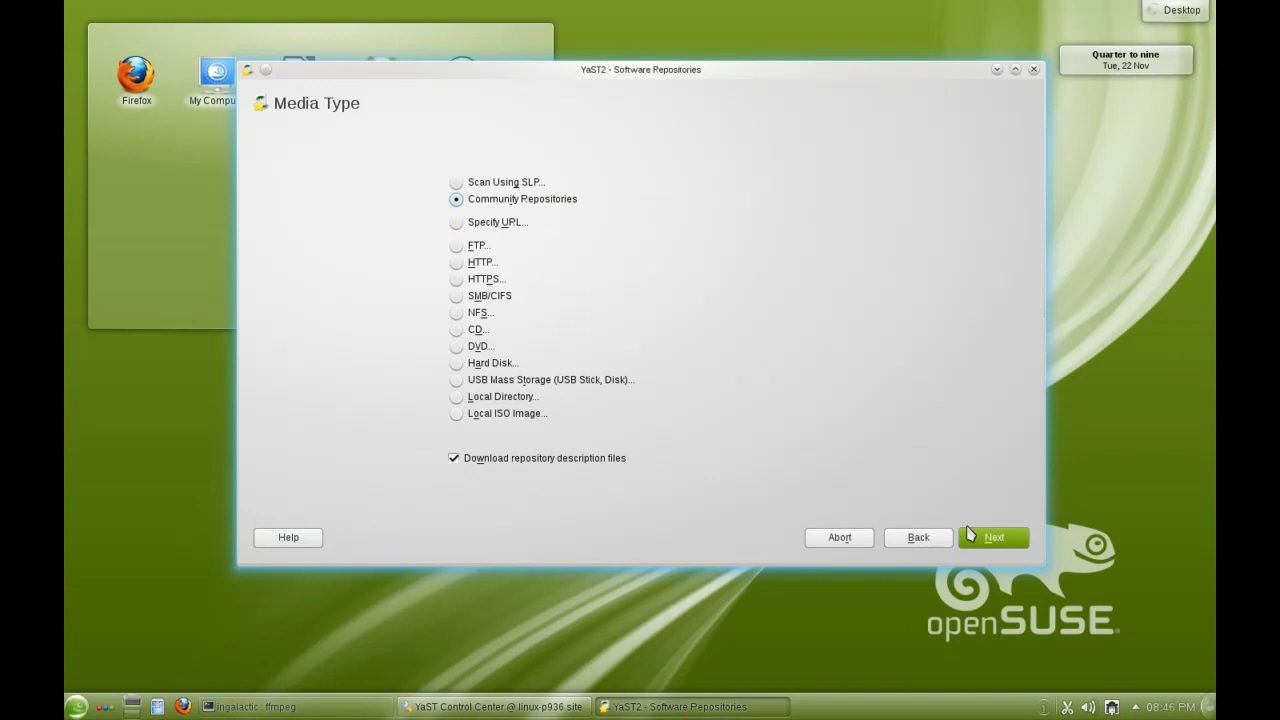 Desktop
Quarter to nine
Tue, 22 Nov
Firefox
My Compu
YaST2 - Software Repositories
Media Type
Scan Using SLP...
Community Repositories
Specify URL...
FTP...
HTTP...
HTTPS...
SMB/CIFS
NFS...
CD...
DVD...
Hard Disk...
USB Mass Storage (USB Stick, Disk)...
Local Directory...
Local ISO Image...
Download repository description files
Help
Abort
Back
Next
openSUSE
ingalactic : ffmpeg
YaST Control Center @ linux-p936.site
YaST2 - Software Repositories
08:46 PM